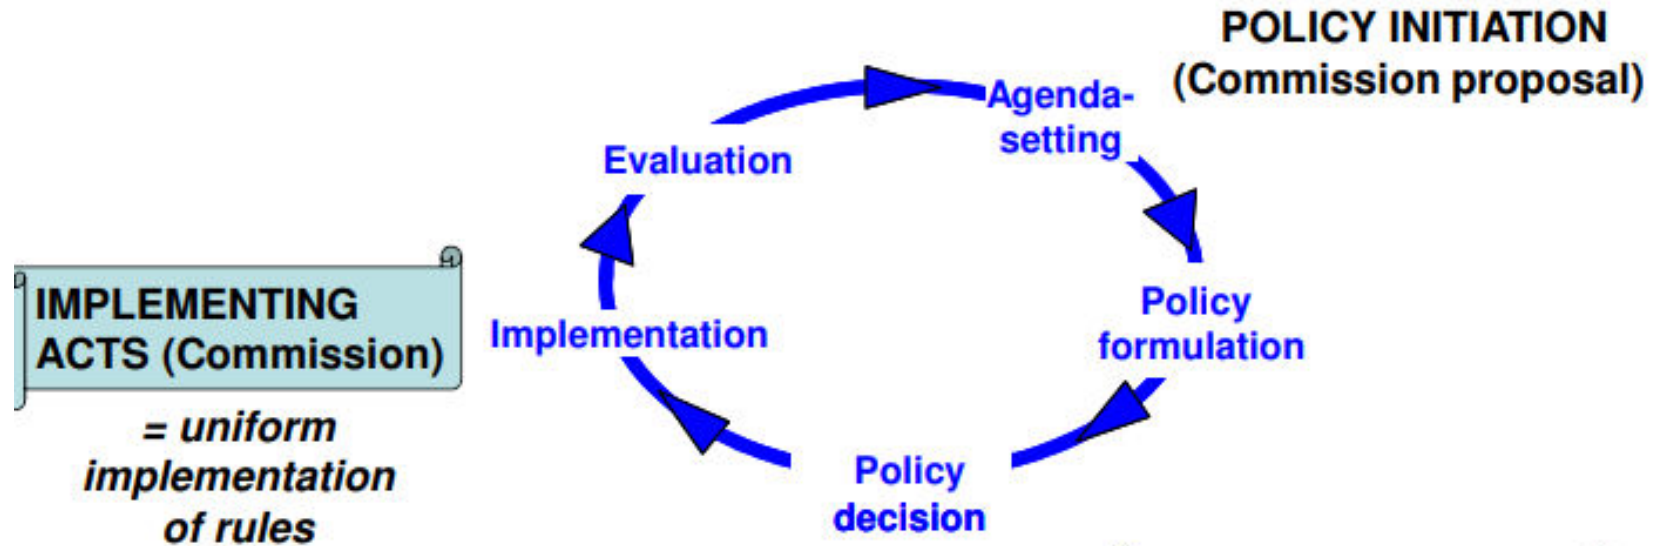 POLICY INITIATION
(Commission proposal)
Agenda-
setting
Evaluation
Policy
formulation
IMPLEMENTING
ACTS (Commission)
Implementation
= uniform
implementation
of rules
Policy
decision